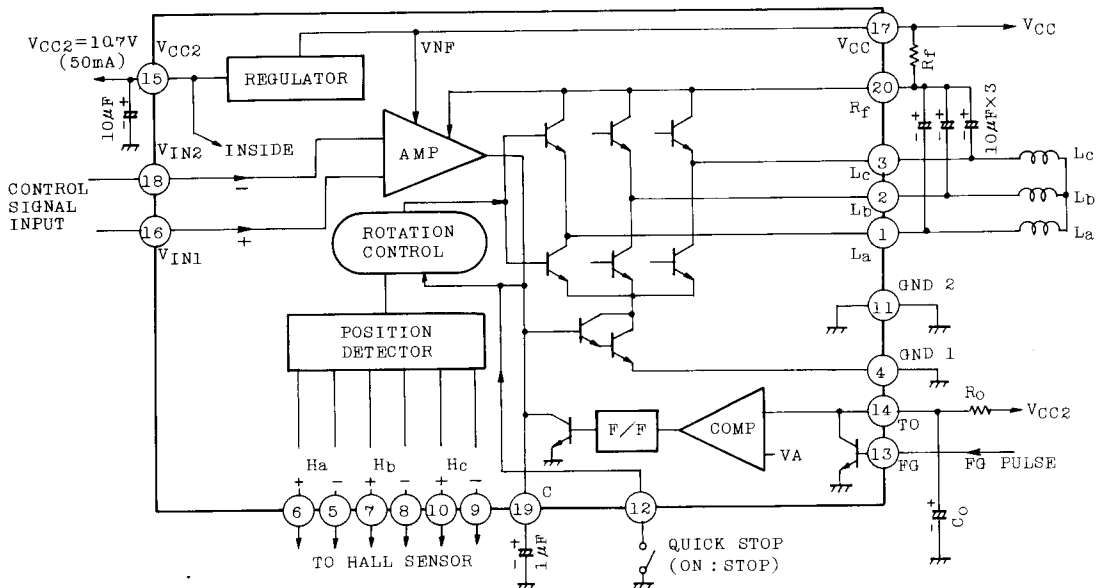 VCC2=10.7V
(50mA)
VCC2
15
REGULATOR
VNF
VCC
17
VCC
Rf
20
Rf
10μF
INSIDE
AMP
10μF×3
VIN2
18
CONTROL
SIGNAL
INPUT
16
VIN1
−
+
ROTATION
CONTROL
3
Lc
Lc
2
Lb
Lb
1
La
La
GND 2
11
POSITION
DETECTOR
GND 1
4
Ro
14
TO
VCC2
F/F
COMP
VA
13
FG
FG PULSE
Ha
Hb
Hc
+ − + − + −
C
6
5
7
8
10
9
19
12
Co
TO HALL SENSOR
1μF
QUICK STOP
(ON:STOP)